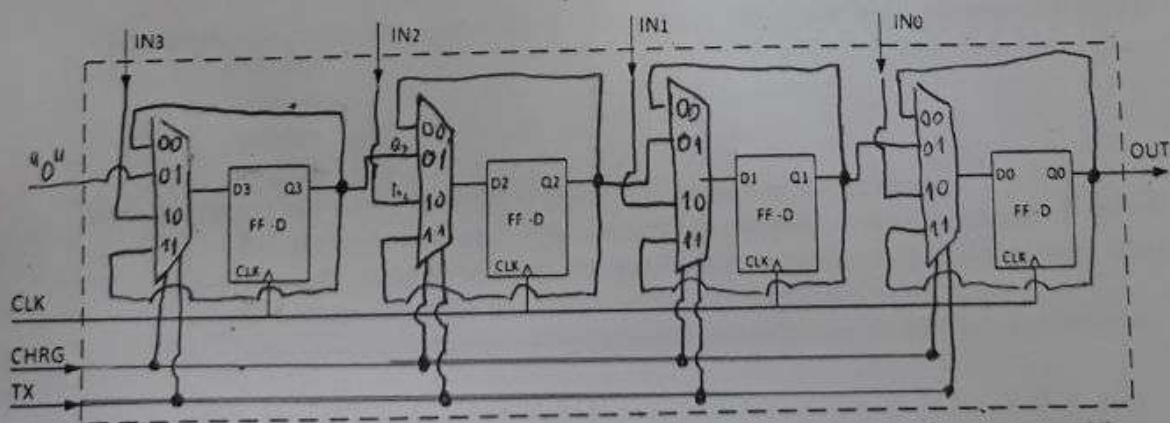 IN3
IN2
IN1
IN0
"0"
00
01
10
11
D3
Q3
FF-D
CLK
Q3
00
01
10
11
D2
Q2
FF-D
CLK
00
01
10
11
D1
Q1
FF-D
CLK
00
01
10
11
D0
Q0
FF-D
CLK
OUT
CLK
CHRG
TX